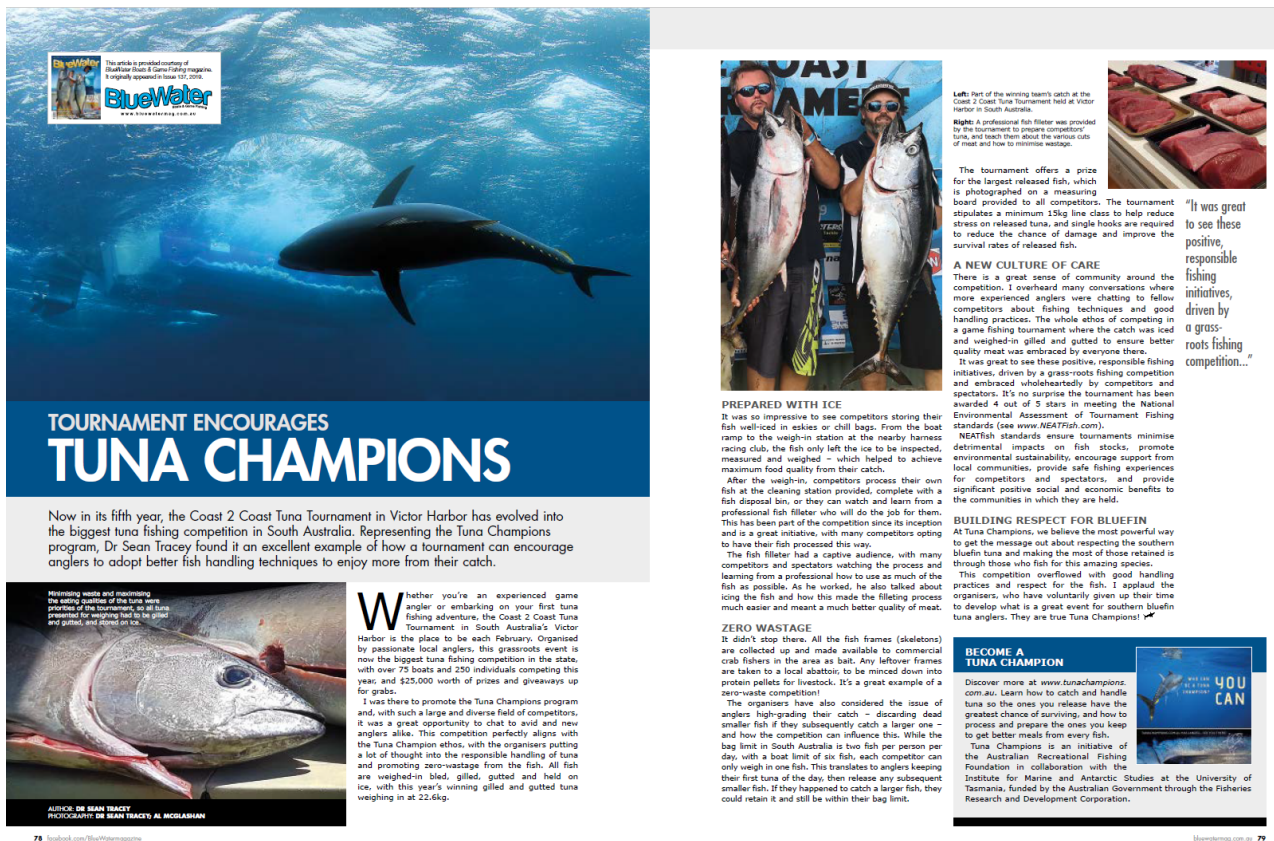 BlueWater
This article is provided courtesy of
BlueWater Boats & Game Fishing magazine.
It originally appeared in Issue 137, 2019.
BlueWater
Boats & Game Fishing
www.bluewatermag.com.au
TOURNAMENT ENCOURAGES
TUNA CHAMPIONS
Now in its fifth year, the Coast 2 Coast Tuna Tournament in Victor Harbor has evolved into
the biggest tuna fishing competition in South Australia. Representing the Tuna Champions
program, Dr Sean Tracey found it an excellent example of how a tournament can encourage
anglers to adopt better fish handling techniques to enjoy more from their catch.
Minimising waste and maximising
the eating qualities of the tuna were
priorities of the tournament, so all tuna
presented for weighing had to be gilled
and gutted, and stored on ice.
AUTHOR: DR SEAN TRACEY
PHOTOGRAPHY: DR SEAN TRACEY; AL MCGLASHAN
Whether you're an experienced game
angler or embarking on your first tuna
fishing adventure, the Coast 2 Coast Tuna
Tournament in South Australia's Victor
Harbor is the place to be each February. Organised
by passionate local anglers, this grassroots event is
now the biggest tuna fishing competition in the state,
with over 75 boats and 250 individuals competing this
year, and $25,000 worth of prizes and giveaways up
for grabs.
I was there to promote the Tuna Champions program
and, with such a large and diverse field of competitors,
it was a great opportunity to chat to avid and new
anglers alike. This competition perfectly aligns with
the Tuna Champion ethos, with the organisers putting
a lot of thought into the responsible handling of tuna
and promoting zero-wastage from the fish. All fish
are weighed-in bled, gilled, gutted and held on
ice, with this year's winning gilled and gutted tuna
weighing in at 22.6kg.
78 facebook.com/BlueWatermagazine
COAST
PREPARED WITH ICE
It was so impressive to see competitors storing their
fish well-iced in eskies or chill bags. From the boat
ramp to the weigh-in station at the nearby harness
racing club, the fish only left the ice to be inspected,
measured and weighed – which helped to achieve
maximum food quality from their catch.
After the weigh-in, competitors process their own
fish at the cleaning station provided, complete with a
fish disposal bin, or they can watch and learn from a
professional fish filleter who will do the job for them.
This has been part of the competition since its inception
and is a great initiative, with many competitors opting
to have their fish processed this way.
The fish filleter had a captive audience, with many
competitors and spectators watching the process and
learning from a professional how to use as much of the
fish as possible. As he worked, he also talked about
icing the fish and how this made the filleting process
much easier and meant a much better quality of meat.
ZERO WASTAGE
It didn't stop there. All the fish frames (skeletons)
are collected up and made available to commercial
crab fishers in the area as bait. Any leftover frames
are taken to a local abattoir, to be minced down into
protein pellets for livestock. It's a great example of a
zero-waste competition!
The organisers have also considered the issue of
anglers high-grading their catch – discarding dead
smaller fish if they subsequently catch a larger one –
and how the competition can influence this. While the
bag limit in South Australia is two fish per person per
day, with a boat limit of six fish, each competitor can
only weigh in one fish. This translates to anglers keeping
their first tuna of the day, then release any subsequent
smaller fish. If they happened to catch a larger fish, they
could retain it and still be within their bag limit.
Left: Part of the winning team's catch at the
Coast 2 Coast Tuna Tournament held at Victor
Harbor in South Australia.
Right: A professional fish filleter was provided
by the tournament to prepare competitors'
tuna, and teach them about the various cuts
of meat and how to minimise wastage.
The tournament offers a prize
for the largest released fish, which
is photographed on a measuring
board provided to all competitors. The tournament
stipulates a minimum 15kg line class to help reduce
stress on released tuna, and single hooks are required
to reduce the chance of damage and improve the
survival rates of released fish.
A NEW CULTURE OF CARE
There is a great sense of community around the
competition. I overheard many conversations where
more experienced anglers were chatting to fellow
competitors about fishing techniques and good
handling practices. The whole ethos of competing in
a game fishing tournament where the catch was iced
and weighed-in gilled and gutted to ensure better
quality meat was embraced by everyone there.
It was great to see these positive, responsible fishing
initiatives, driven by a grass-roots fishing competition
and embraced wholeheartedly by competitors and
spectators. It's no surprise the tournament has been
awarded 4 out of 5 stars in meeting the National
Environmental Assessment of Tournament Fishing
standards (see www.NEATFish.com).
NEATfish standards ensure tournaments minimise
detrimental impacts on fish stocks, promote
environmental sustainability, encourage support from
local communities, provide safe fishing experiences
for competitors and spectators, and provide
significant positive social and economic benefits to
the communities in which they are held.
BUILDING RESPECT FOR BLUEFIN
At Tuna Champions, we believe the most powerful way
to get the message out about respecting the southern
bluefin tuna and making the most of those retained is
through those who fish for this amazing species.
This competition overflowed with good handling
practices and respect for the fish. I applaud the
organisers, who have voluntarily given up their time
to develop what is a great event for southern bluefin
tuna anglers. They are true Tuna Champions!
"It was great
to see these
positive,
responsible
fishing
initiatives,
driven by
a grass-
roots fishing
competition..."
BECOME A
TUNA CHAMPION
Discover more at www.tunachampions.
com.au. Learn how to catch and handle
tuna so the ones you release have the
greatest chance of surviving, and how to
process and prepare the ones you keep
to get better meals from every fish.
Tuna Champions is an initiative of
the Australian Recreational Fishing
Foundation in collaboration with the
Institute for Marine and Antarctic Studies at the University of
Tasmania, funded by the Australian Government through the Fisheries
Research and Development Corporation.
WHO CAN
BE A TUNA
CHAMPION?
YOU
CAN
bluewatermag.com.au 79